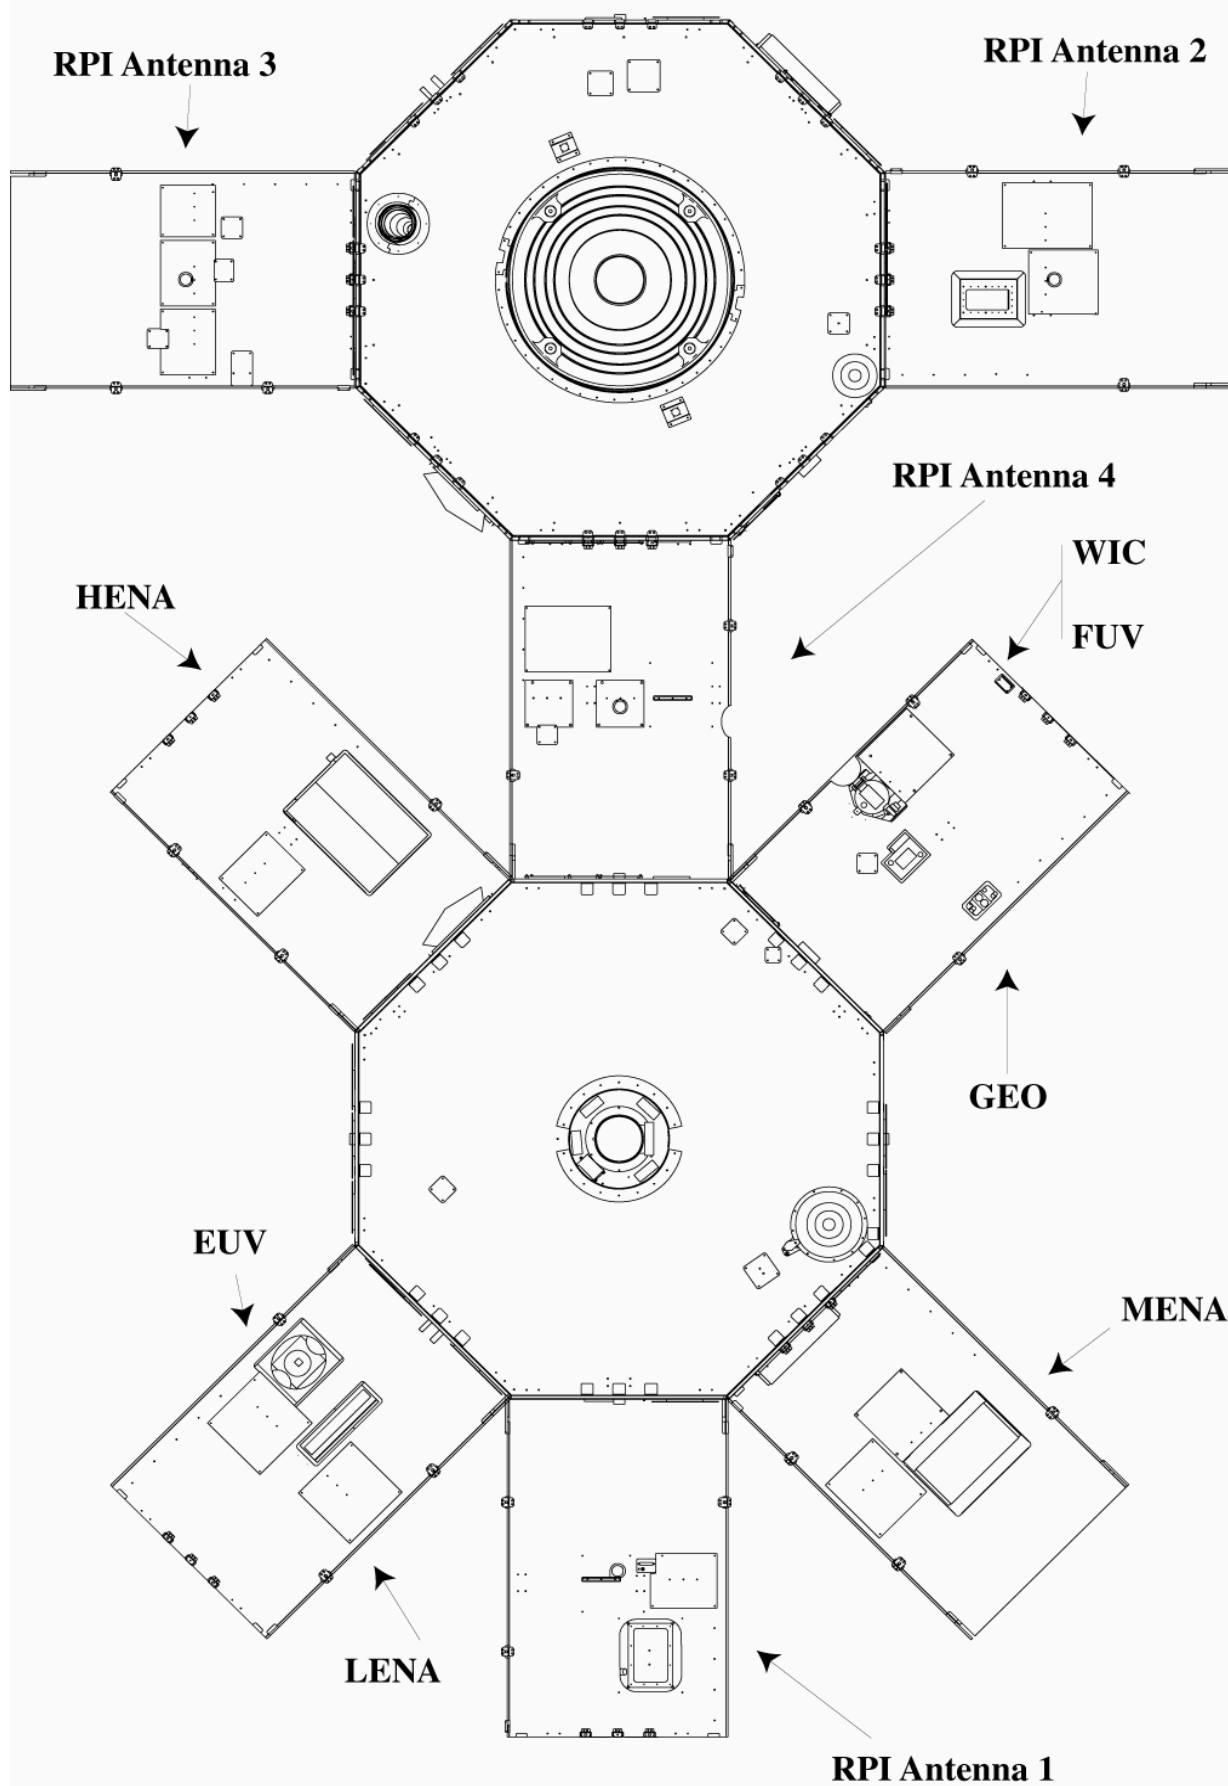 RPI Antenna 3
RPI Antenna 2
RPI Antenna 4
WIC
HENA
FUV
GEO
EUV
MENA
LENA
RPI Antenna 1